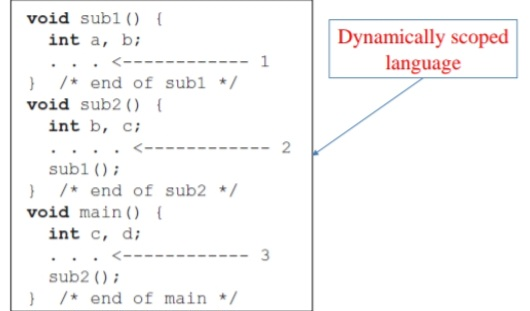 void sub1() {
int a, b;
. . . <------------ 1
} /* end of sub1 */
void sub2() {
int b, c;
. . . . <------------ 2
sub1();
} /* end of sub2 */
void main() {
int c, d;
. . . <------------ 3
sub2();
} /* end of main */
Dynamically scoped
language